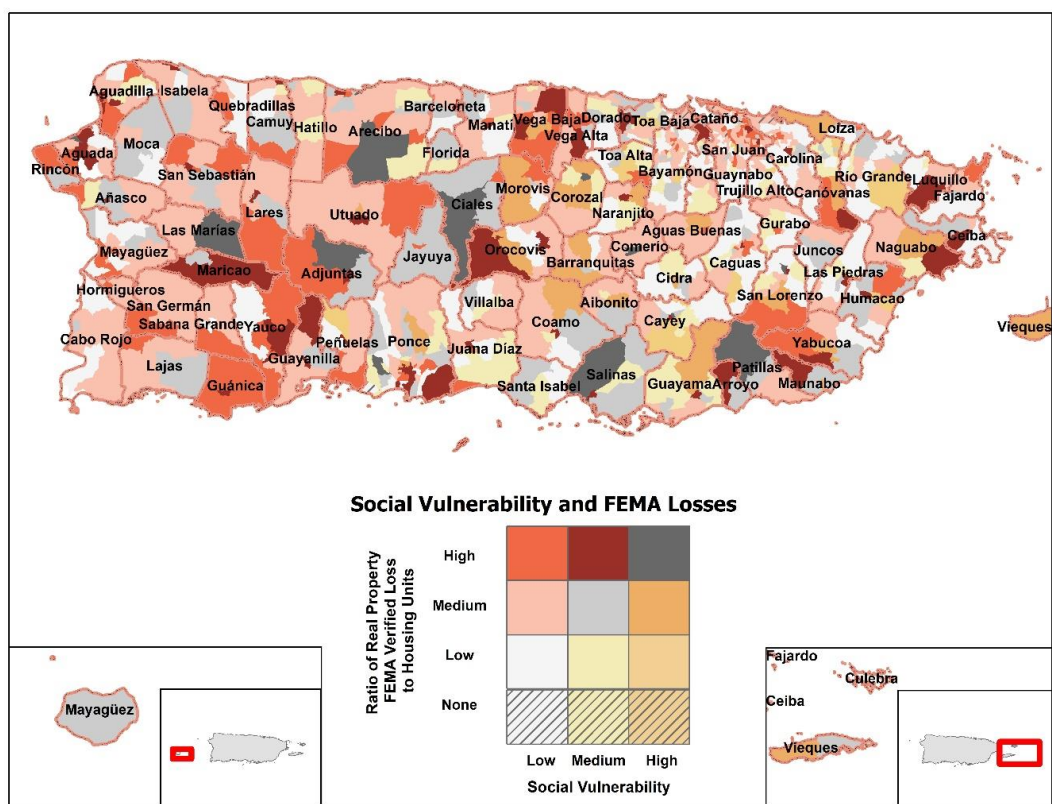 Aguadilla Isabela
Quebradillas
Camuy
Hatillo
Arecibo
Barceloneta
Manatí
Vega Baja
Dorado
Toa Baja
Cataño
Vega Alta
Loíza
Aguada
Rincón
Moca
Florida
San Juan
Toa Alta
Carolina
Bayamón
Guaynabo
Río Grande
Luquillo
San Sebastián
Trujillo Alto
Canóvanas
Fajardo
Añasco
Morovis
Corozal
Ciales
Lares
Utuado
Naranjito
Las Marías
Aguas Buenas
Gurabo
Ceiba
Mayagüez
Orocovis
Comerio
Juncos
Naguabo
Maricao
Adjuntas
Jayuya
Barranquitas
Caguas
Las Piedras
Cidra
Hormigueros
San Germán
Villalba
Aibonito
San Lorenzo
Humacao
Sabana Grande
Yauco
Coamo
Cayey
Vieques
Cabo Rojo
Peñuelas
Ponce
Juana Díaz
Yabucoa
Lajas
Guayanilla
Guánica
Santa Isabel
Salinas
Guayama
Arroyo
Patillas
Maunabo
Social Vulnerability and FEMA Losses
Ratio of Real Property
FEMA Verified Loss
to Housing Units
High
Medium
Low
None
Low Medium High
Social Vulnerability
Mayagüez
Fajardo
Culebra
Ceiba
Vieques